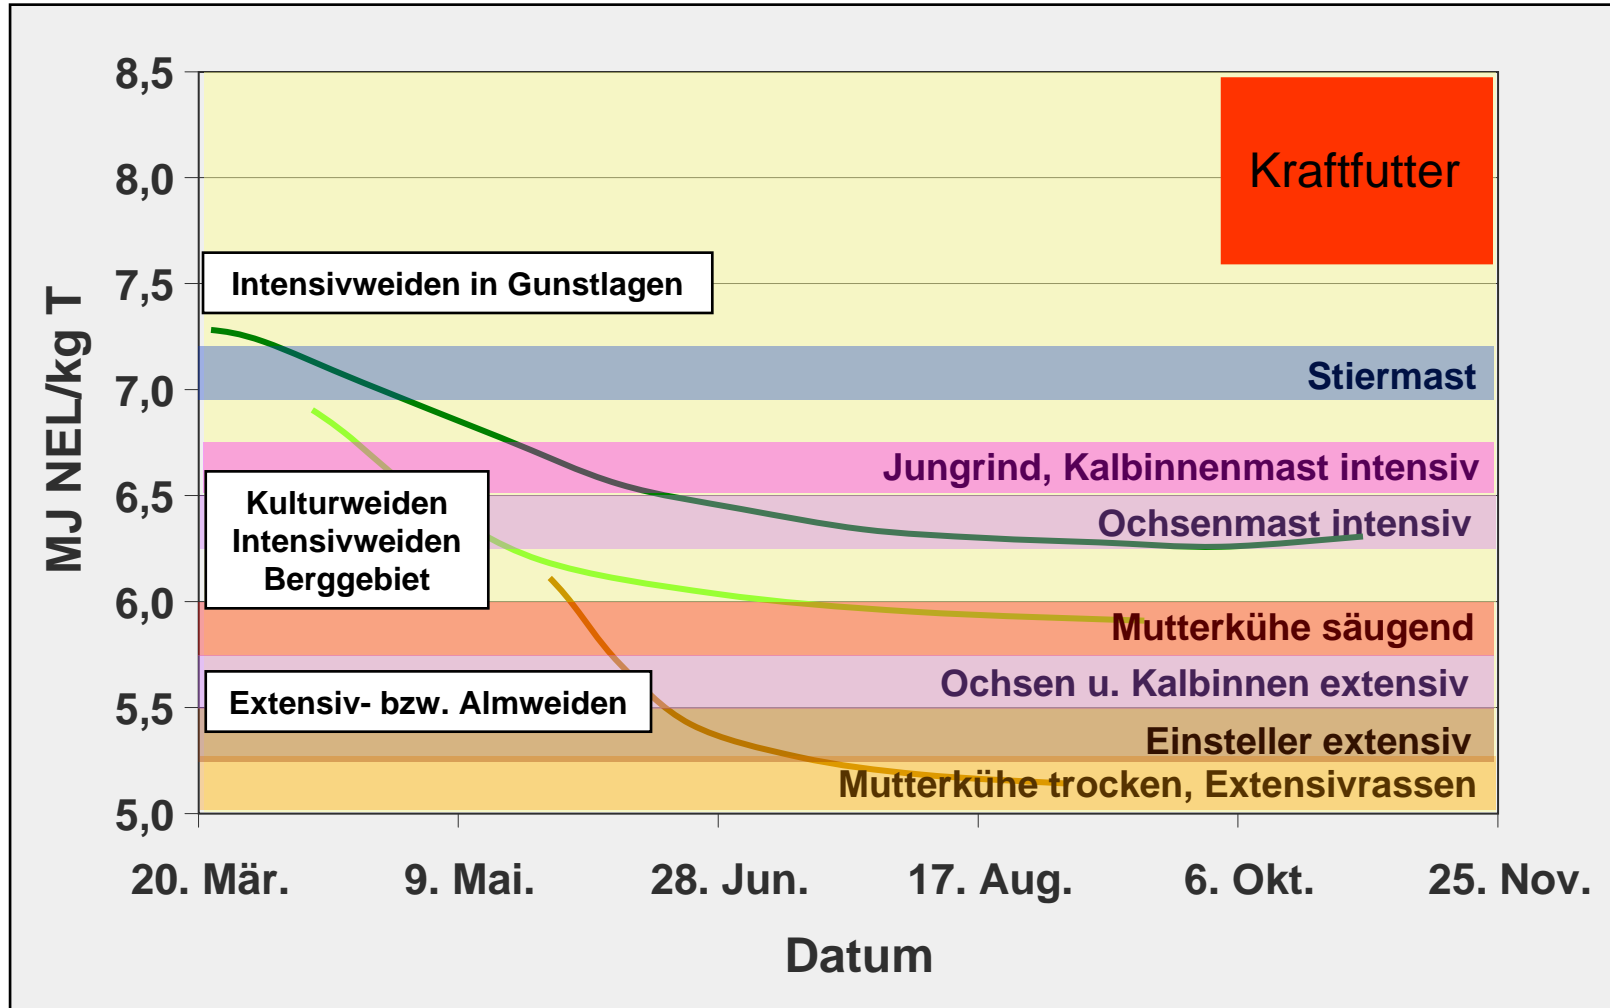 8,5
8,0
7,5
7,0
6,5
6,0
5,5
5,0
MJ NEL/kg T
Kraftfutter
Intensivweiden in Gunstlagen
Stiermast
Jungrind, Kalbinnenmast intensiv
Kulturweiden
Intensivweiden
Berggebiet
Ochsenmast intensiv
Mutterkühe säugend
Ochsen u. Kalbinnen extensiv
Extensiv- bzw. Almweiden
Einsteller extensiv
Mutterkühe trocken, Extensivrassen
20. Mär.
9. Mai.
28. Jun.
17. Aug.
6. Okt.
25. Nov.
Datum